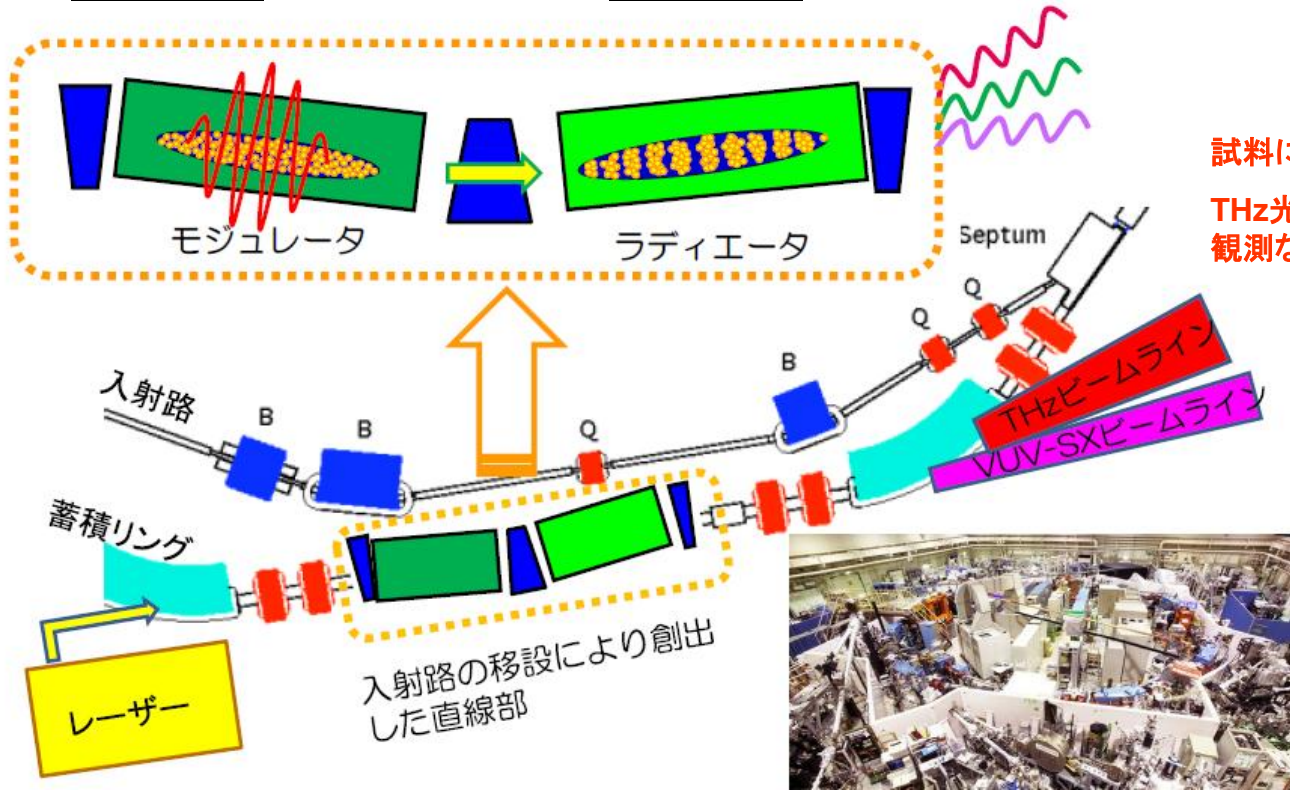 モジュレータ
ラディエータ
試料に
THz光
観測な
Septum
Q
Q
B
入射路
B
B
Q
THzビームライン
VUV-SXビームライン
蓄積リング
入射路の移設により創出
した直線部
レーザー